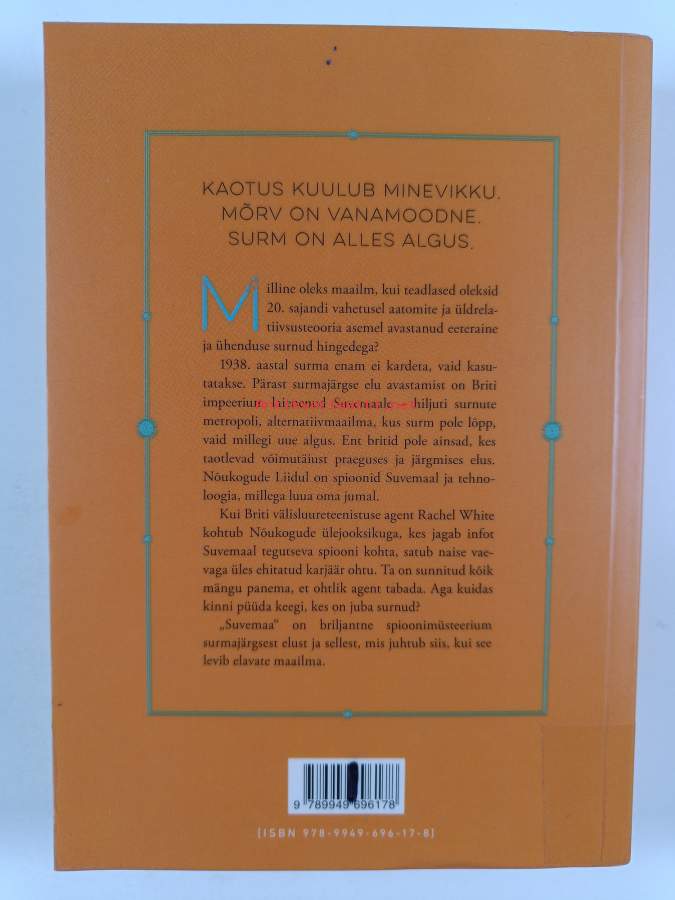 KAOTUS KUULUB MINEVIKKU.
MÕRV ON VANAMOODNE.
SURM ON ALLES ALGUS.
Milline oleks maailm, kui teadlased oleksid
20. sajandi vahetusel aatomite ja üldrela-
tiivsusteooria asemel avastanud eeteraine
ja ühenduse surnud hingedega?
1938. aastal surma enam ei kardeta, vaid kasu-
tatakse. Pärast surmajärgse elu avastamist on Briti
impeerium laienenud Suvemaale – hiljuti surnute
metropoli, alternatiivmaailma, kus surm pole lõpp,
vaid millegi uue algus. Ent britid pole ainsad, kes
taotlevad võimutäiust praeguses ja järgmises elus.
Nõukogude Liidul on spioonid Suvemaal ja tehno-
loogia, millega luua oma jumal.
Kui Briti välisluureteenistuse agent Rachel White
kohtub Nõukogude ülejooksikuga, kes jagab infot
Suvemaal tegutseva spiooni kohta, satub naise vae-
vaga üles ehitatud karjäär ohtu. Ta on sunnitud kõik
mängu panema, et ohtlik agent tabada. Aga kuidas
kinni püüda keegi, kes on juba surnud?
„Suvemaa“ on briljantne spioonimüsteerium
surmajärgsest elust ja sellest, mis juhtub siis, kui see
levib elavate maailma.
9 789949 696178
[ISBN 978-9949-696-17-8]